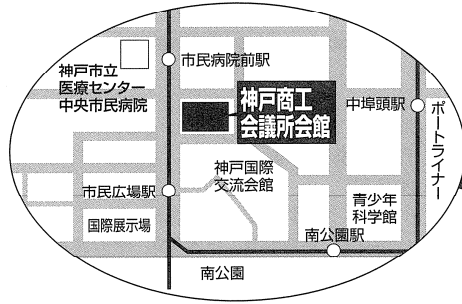 市民病院前駅
神戸市立
医療センター
中央市民病院
神戸商工
会議所会館
中埠頭駅
ポートライナー
神戸国際
交流会館
市民広場駅
青少年
科学館
国際展示場
南公園駅
南公園